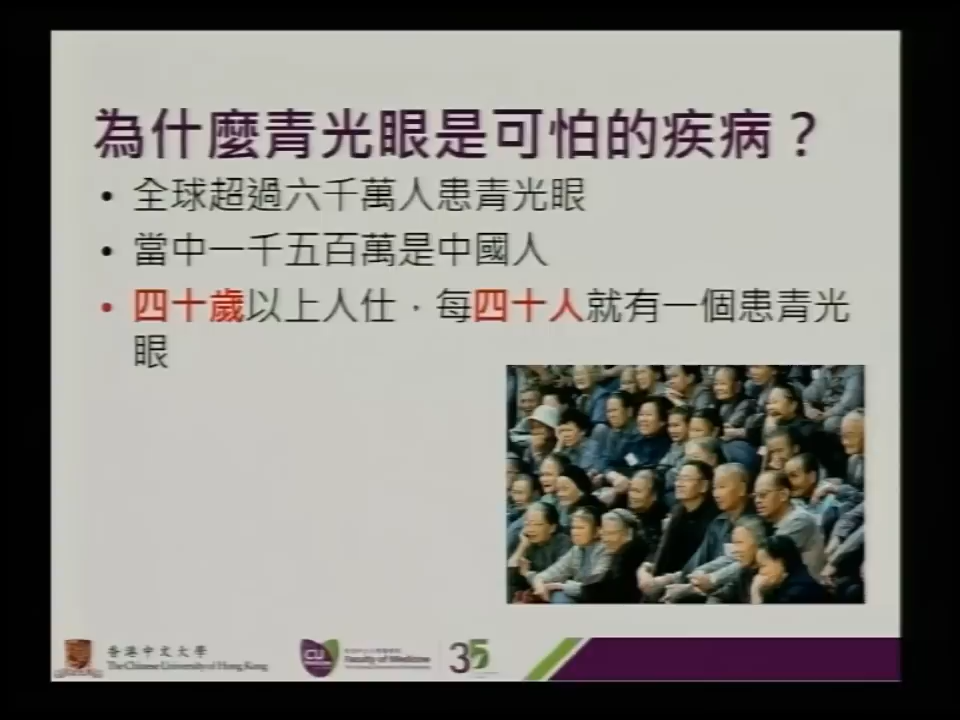 為什麼青光眼是可怕的疾病？
• 全球超過六千萬人患青光眼
• 當中一千五百萬是中國人
• 四十歲以上人仕，每四十人就有一個患青光
眼
香港中文大學
The Chinese University of Hong Kong
CU
Faculty of Medicine
35